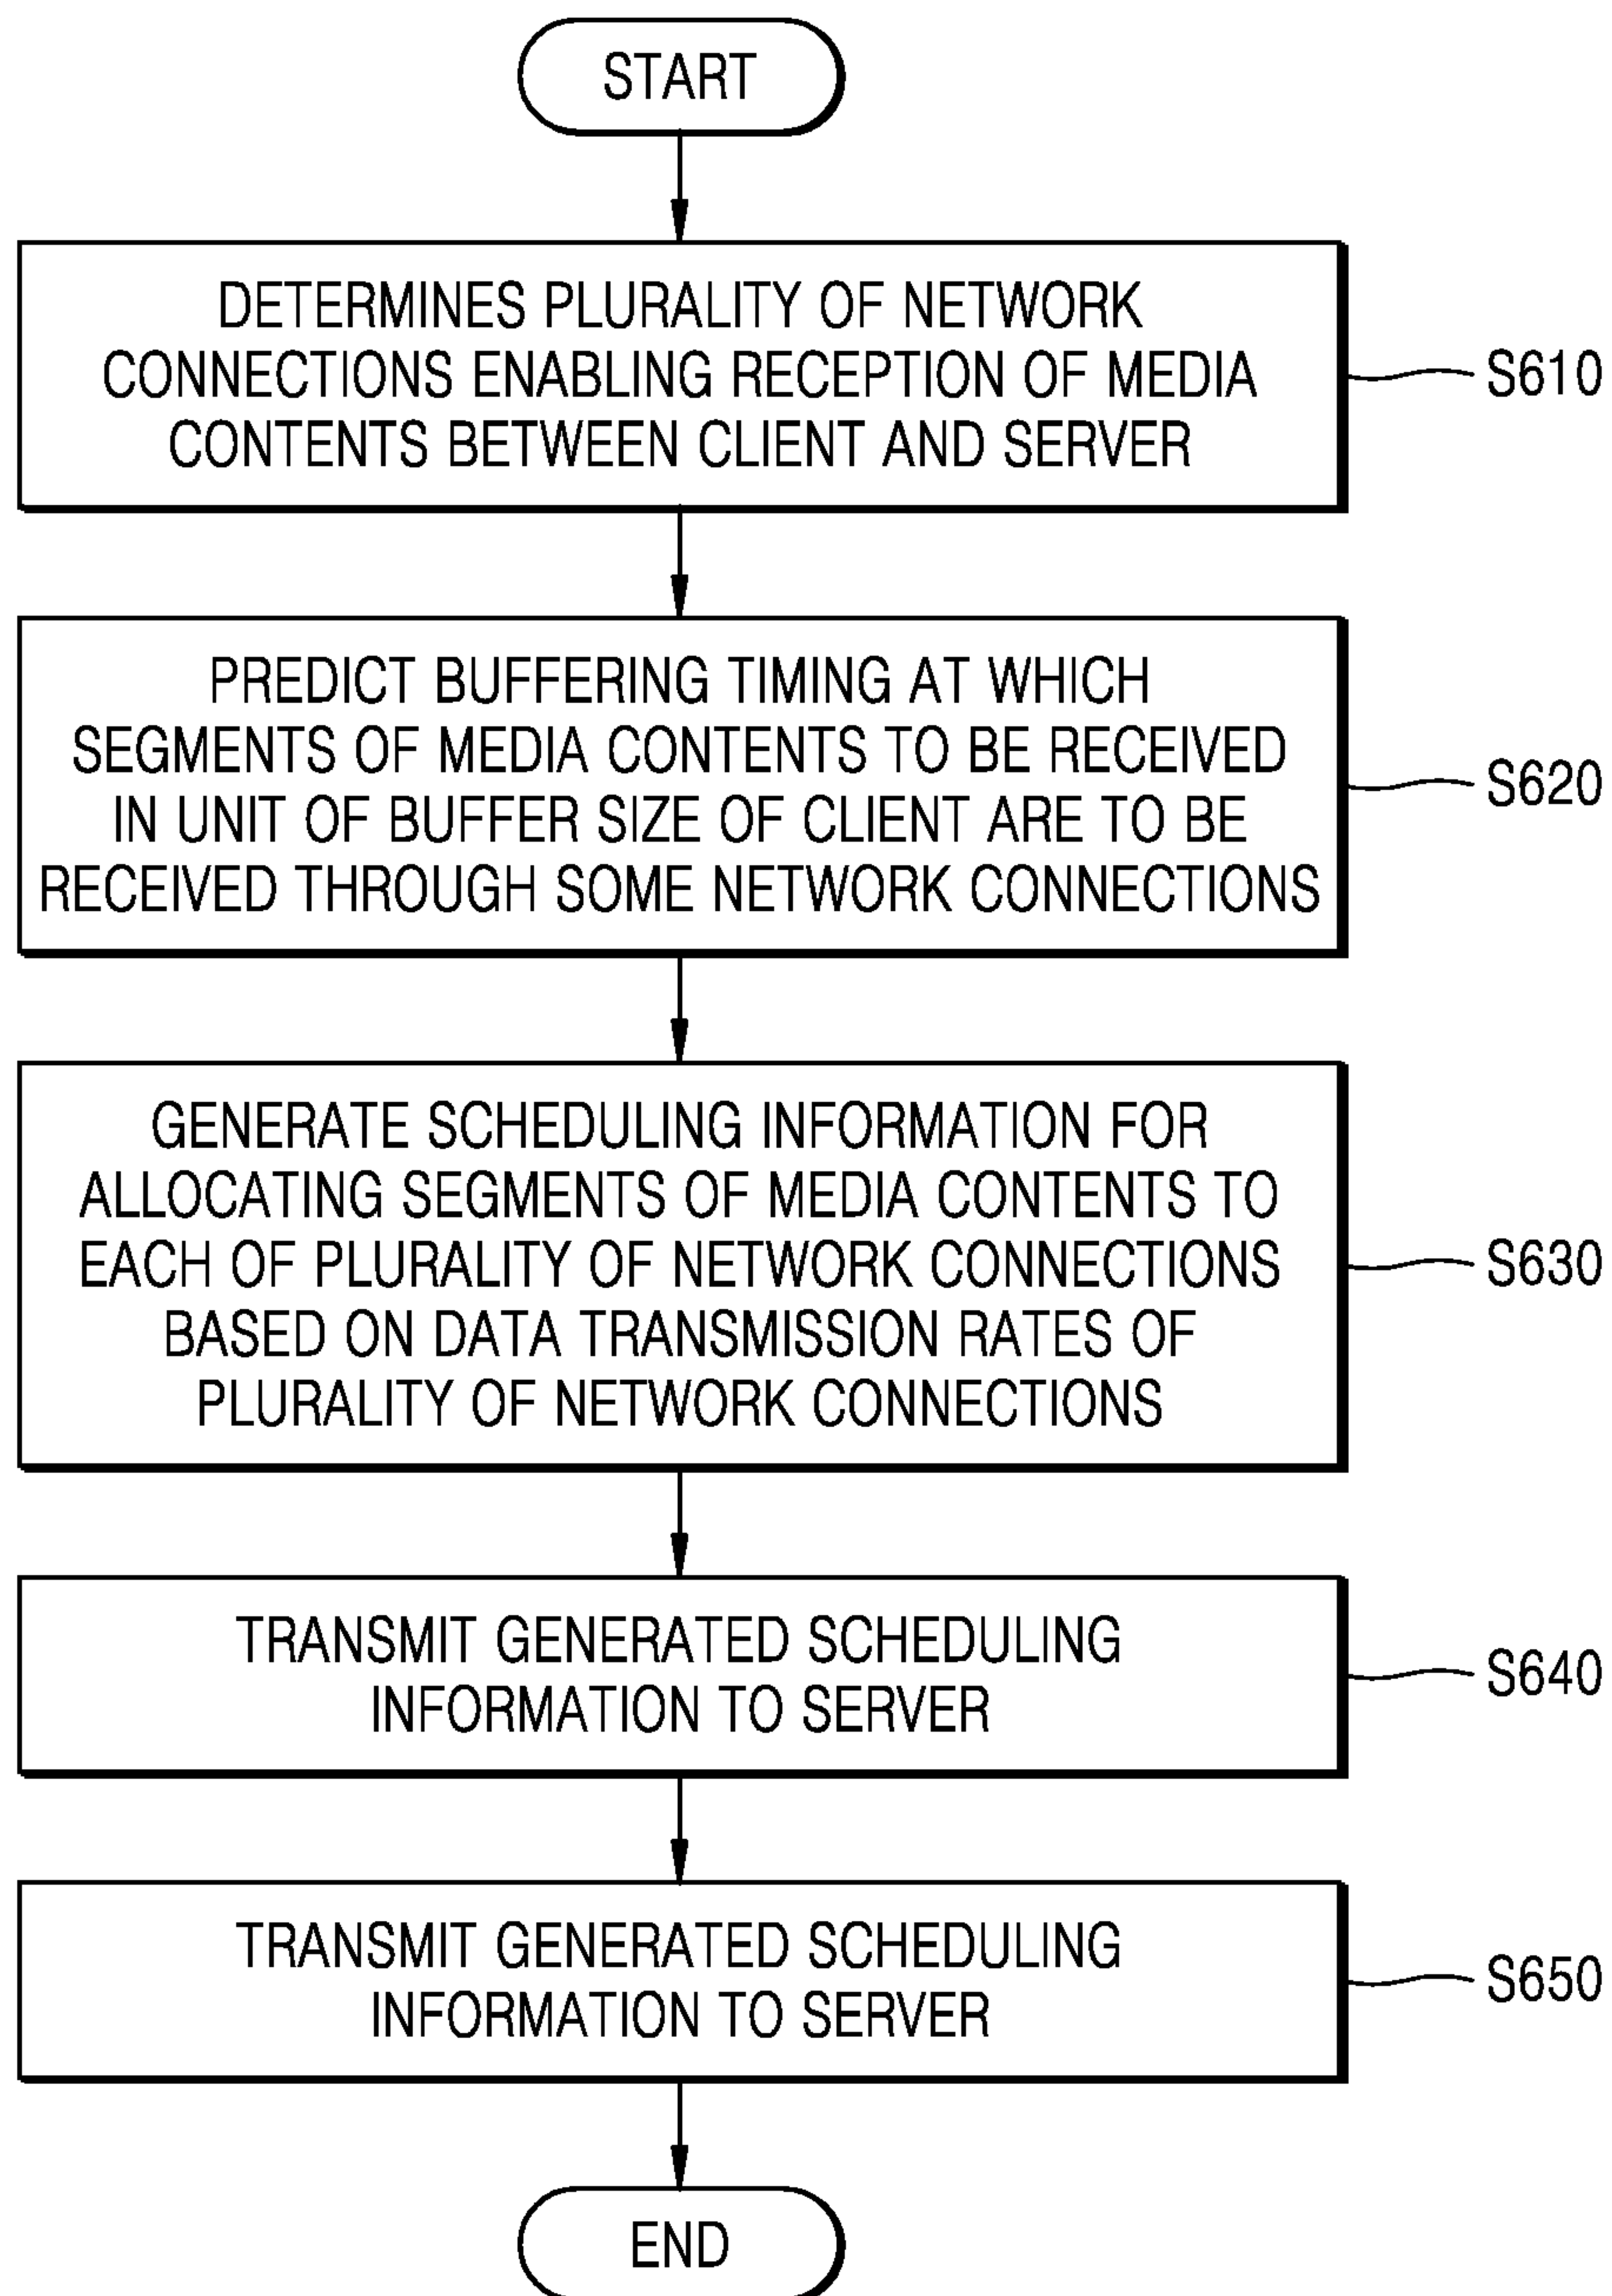 START
DETERMINES PLURALITY OF NETWORK
CONNECTIONS ENABLING RECEPTION OF MEDIA
CONTENTS BETWEEN CLIENT AND SERVER
S610
PREDICT BUFFERING TIMING AT WHICH
SEGMENTS OF MEDIA CONTENTS TO BE RECEIVED
IN UNIT OF BUFFER SIZE OF CLIENT ARE TO BE
RECEIVED THROUGH SOME NETWORK CONNECTIONS
S620
GENERATE SCHEDULING INFORMATION FOR
ALLOCATING SEGMENTS OF MEDIA CONTENTS TO
EACH OF PLURALITY OF NETWORK CONNECTIONS
BASED ON DATA TRANSMISSION RATES OF
PLURALITY OF NETWORK CONNECTIONS
S630
TRANSMIT GENERATED SCHEDULING
INFORMATION TO SERVER
S640
TRANSMIT GENERATED SCHEDULING
INFORMATION TO SERVER
S650
END